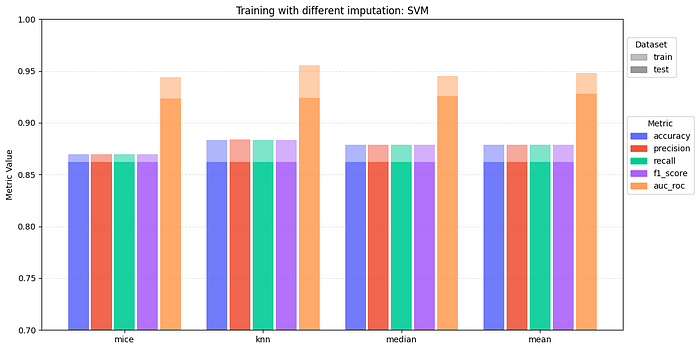 Training with different imputation: SVM
Metric Value
1.00
0.95
0.90
0.85
0.80
0.75
0.70
mice
knn
median
mean
Dataset
train
test
Metric
accuracy
precision
recall
f1_score
auc_roc